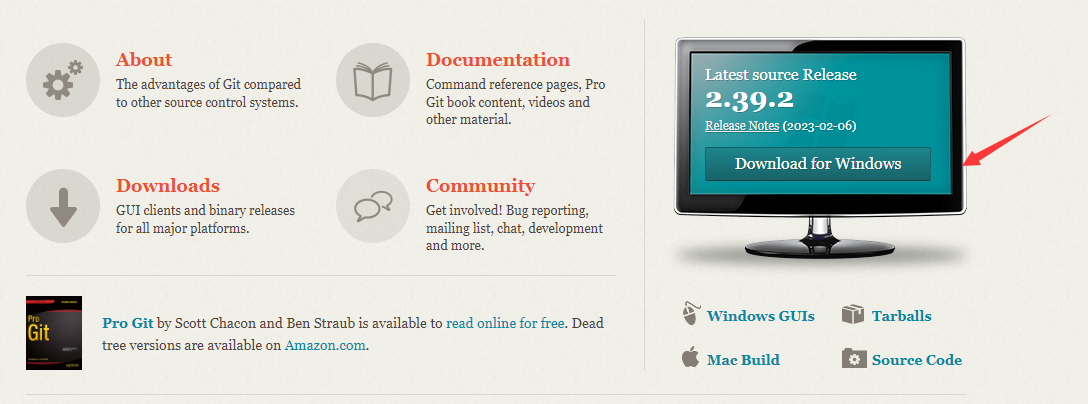 About
The advantages of Git compared
to other source control systems.
Documentation
Command reference pages, Pro
Git book content, videos and
other material.
Downloads
GUI clients and binary releases
for all major platforms.
Community
Get involved! Bug reporting,
mailing list, chat, development
and more.
Pro
Git
Pro Git by Scott Chacon and Ben Straub is available to read online for free. Dead
tree versions are available on Amazon.com.
Latest source Release
2.39.2
Release Notes (2023-02-06)
Download for Windows
Windows GUIs
Tarballs
Mac Build
Source Code